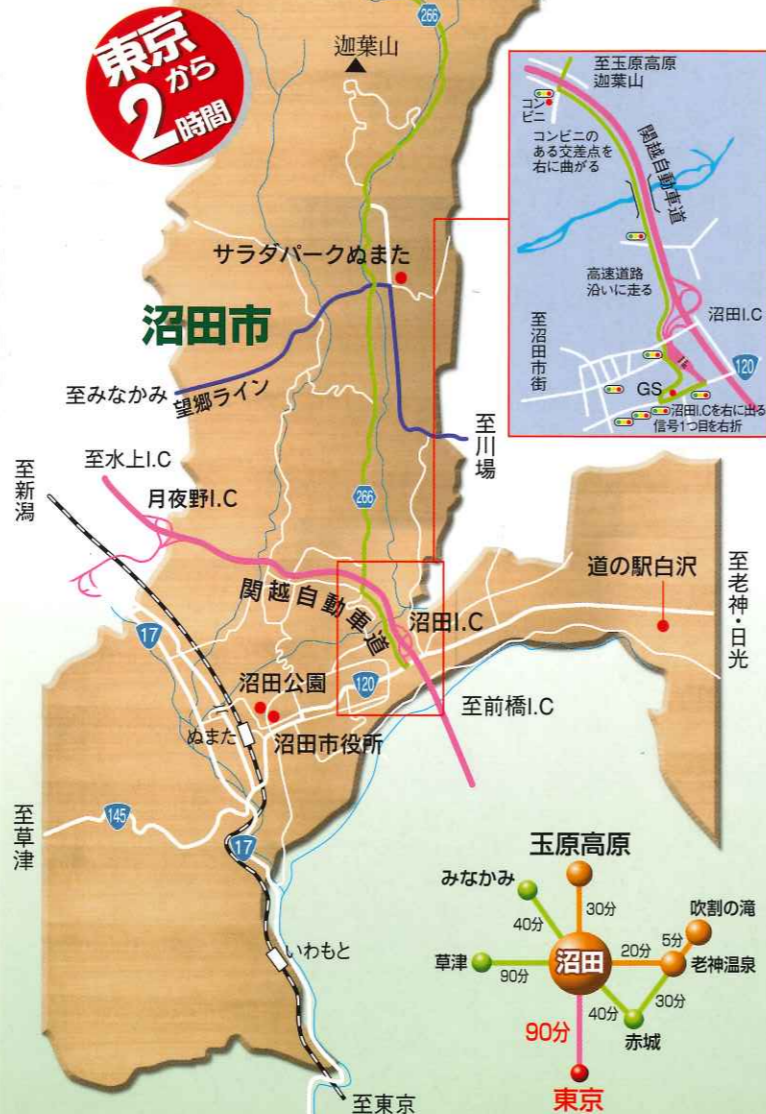 東京
から
2時間
266
迦葉山
至玉原高原
迦葉山
コン
ビニ
コンビニの
ある交差点を
右に曲がる
関越自動車道
高速道路
沿いに走る
沼田I.C
至沼田市街
120
GS
沼田I.Cを右に出る
信号1つ目を右折
サラダパークぬまた
沼田市
至みなかみ
望郷ライン
至川場
至水上I.C
月夜野I.C
至新潟
266
関越自動車道
沼田I.C
道の駅白沢
至老神・日光
17
沼田公園
120
至前橋I.C
ぬまた
沼田市役所
145
至草津
17
いわもと
至東京
玉原高原
みなかみ
30分
吹割の滝
40分
5分
草津
沼田
20分
老神温泉
90分
40分
30分
90分
赤城
東京